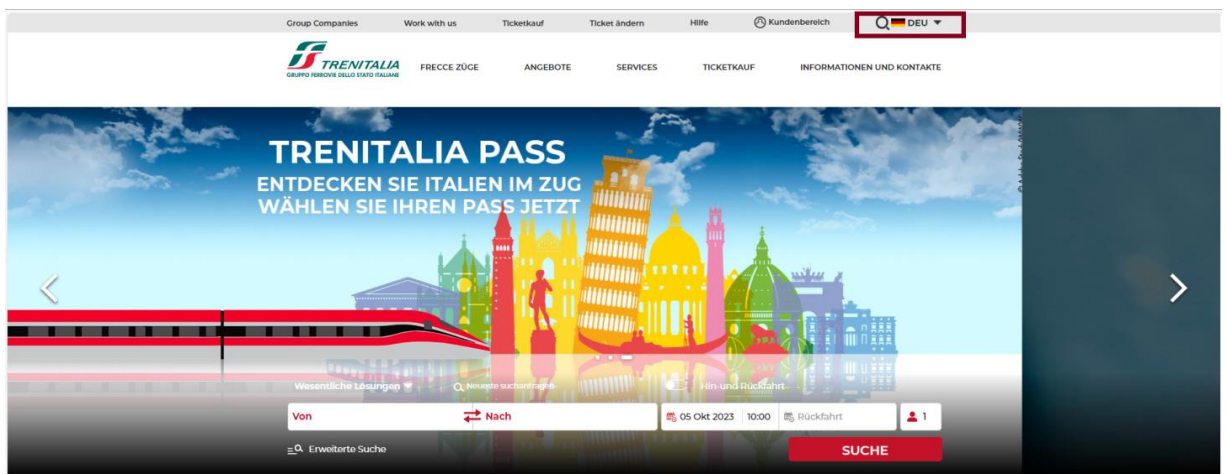 Group Companies Work with us Ticketkauf Ticket ändern Hilfe Kundenbereich DEU
TRENITALIA
GRUPPO FERROVIE DELLO STATO ITALIANE
FRECCE ZÜGE ANGEBOTE SERVICES TICKETKAUF INFORMATIONEN UND KONTAKTE
TRENITALIA PASS
ENTDECKEN SIE ITALIEN IM ZUG
WÄHLEN SIE IHREN PASS JETZT
Wesentliche Lösungen Neueste suchanfragen Hin-und Rückfahrt
Von Nach 05 Okt 2023 10:00 Rückfahrt 1
Erweiterte Suche SUCHE